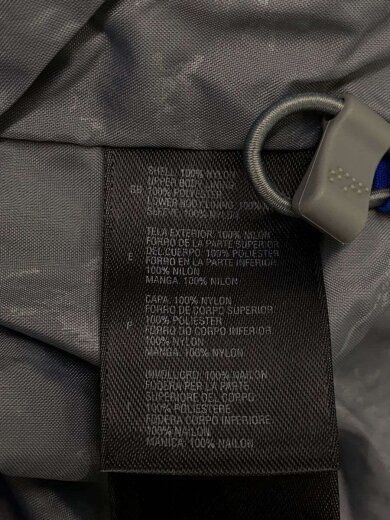 SHELL: 100% NYLON
UPPER BODY LINING:
GB 100% POLYESTER
LOWER BODY LINING: 100% NYLON
SLEEVE: 100% NYLON
TELA EXTERIOR: 100% NILON
FORRO DE LA PARTE SUPERIOR
E DEL CUERPO: 100% POLIESTER
FORRO EN LA PARTE INFERIOR:
100% NILON
MANGA: 100% NILON
CAPA: 100% NYLON
FORRO DE CORPO SUPERIOR
P 100% POLIESTER
FORRO DO CORPO INFERIOR:
100% NYLON
MANGA: 100% NYLON
INVOLUCRO: 100% NAILON
FODERA PER LA PARTE
SUPERIORE DEL CORPO
I 100% POLIESTERE
FODERA CORPO INFERIORE:
100% NAILON
MANICA: 100% NAILON